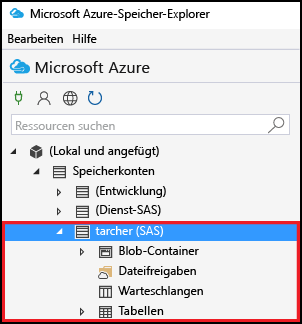 Microsoft Azure-Speicher-Explorer
Bearbeiten Hilfe
Microsoft Azure
Ressourcen suchen
(Lokal und angefügt)
Speicherkonten
(Entwicklung)
(Dienst-SAS)
tarcher (SAS)
Blob-Container
Dateifreigaben
Warteschlangen
Tabellen